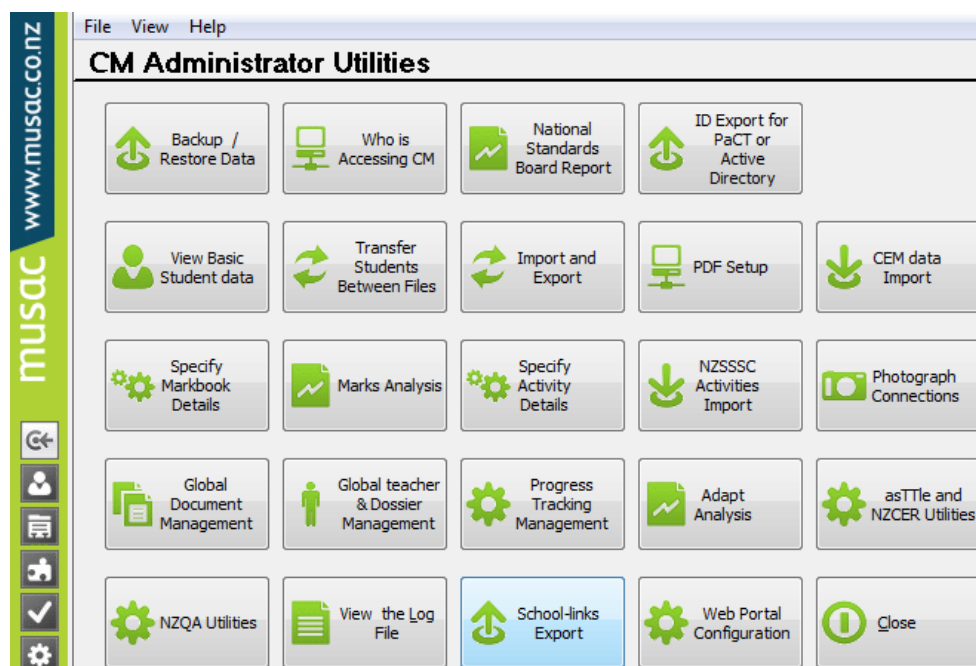 www.musac.co.nz
musac
File View Help
CM Administrator Utilities
Backup /
Restore Data
Who is
Accessing CM
National
Standards
Board Report
ID Export for
PaCT or
Active
Directory
View Basic
Student data
Transfer
Students
Between Files
Import and
Export
PDF Setup
CEM data
Import
Specify
Markbook
Details
Marks Analysis
Specify
Activity
Details
NZSSSC
Activities
Import
Photograph
Connections
Global
Document
Management
Global teacher
& Dossier
Management
Progress
Tracking
Management
Adapt
Analysis
asTTle and
NZCER Utilities
NZQA Utilities
View the Log
File
School-links
Export
Web Portal
Configuration
Close